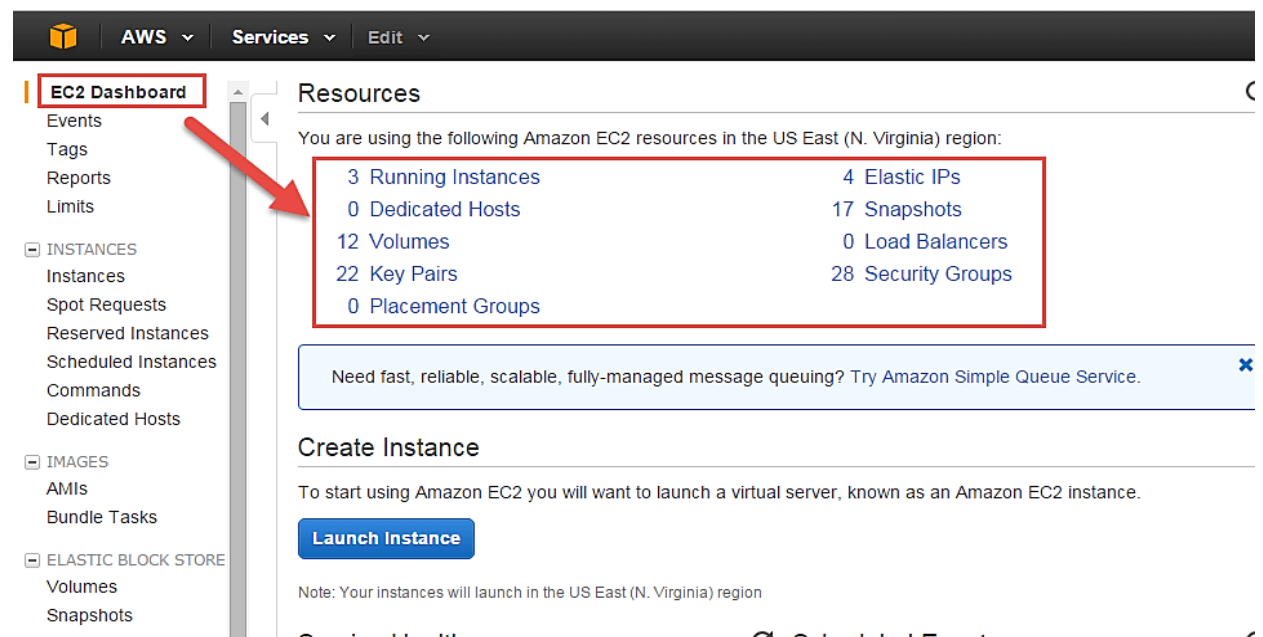 AWS Services Edit
EC2 Dashboard
Events
Tags
Reports
Limits
INSTANCES
Instances
Spot Requests
Reserved Instances
Scheduled Instances
Commands
Dedicated Hosts
IMAGES
AMIs
Bundle Tasks
ELASTIC BLOCK STORE
Volumes
Snapshots
Resources
You are using the following Amazon EC2 resources in the US East (N. Virginia) region:
3 Running Instances
0 Dedicated Hosts
12 Volumes
22 Key Pairs
0 Placement Groups
4 Elastic IPs
17 Snapshots
0 Load Balancers
28 Security Groups
Need fast, reliable, scalable, fully-managed message queuing? Try Amazon Simple Queue Service.
Create Instance
To start using Amazon EC2 you will want to launch a virtual server, known as an Amazon EC2 instance.
Launch Instance
Note: Your instances will launch in the US East (N. Virginia) region